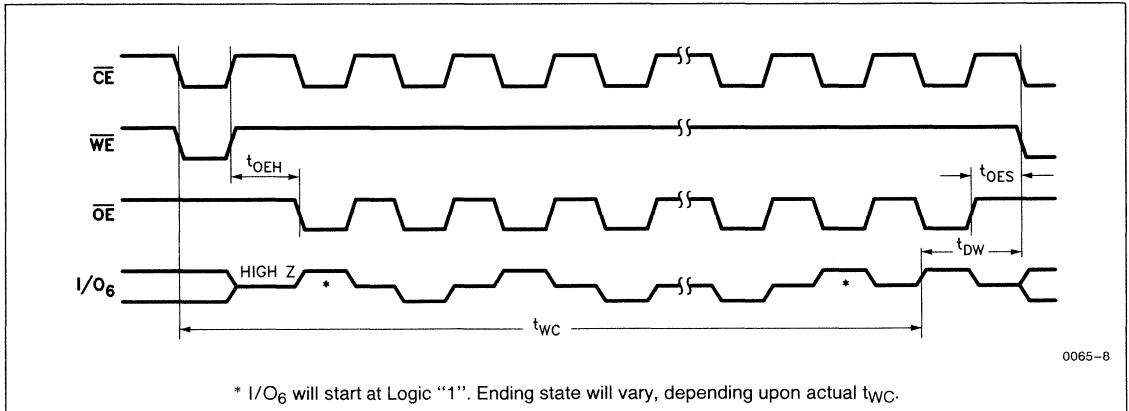 CE
WE
tOEH
tOES
OE
tDW
I/O6
HIGH Z
*
*
tWC
0065–8
* I/O6 will start at Logic “1”. Ending state will vary, depending upon actual tWC.